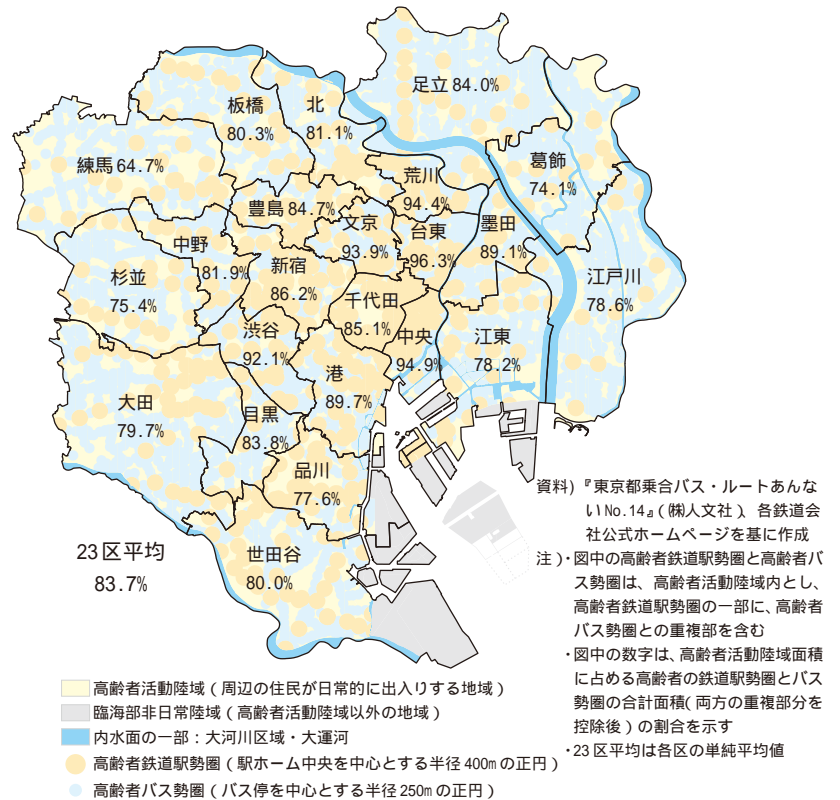 足立 84.0%
板橋
80.3%
北
81.1%
練馬 64.7%
葛飾
74.1%
荒川
94.4%
豊島 84.7%
文京
93.9%
台東
96.3%
墨田
89.1%
中野
81.9%
新宿
86.2%
杉並
75.4%
江戸川
78.6%
千代田
85.1%
中央
94.9%
江東
78.2%
渋谷
92.1%
港
89.7%
大田
79.7%
目黒
83.8%
品川
77.6%
世田谷
80.0%
23区平均
83.7%
資料)『東京都乗合バス・ルートあんな
いNo.14』(㈱人文社)、各鉄道会
社公式ホームページを基に作成
注)・図中の高齢者鉄道駅勢圏と高齢者バ
ス勢圏は、高齢者活動陸域内とし、
高齢者鉄道駅勢圏の一部に、高齢者
バス勢圏との重複部を含む
・図中の数字は、高齢者活動陸域面積
に占める高齢者の鉄道駅勢圏とバス
勢圏の合計面積(両方の重複部分を
控除後)の割合を示す
・23区平均は各区の単純平均値
高齢者活動陸域(周辺の住民が日常的に出入りする地域)
臨海部非日常陸域(高齢者活動陸域以外の地域)
内水面の一部:大河川区域・大運河
高齢者鉄道駅勢圏(駅ホーム中央を中心とする半径400mの正円)
高齢者バス勢圏(バス停を中心とする半径250mの正円)